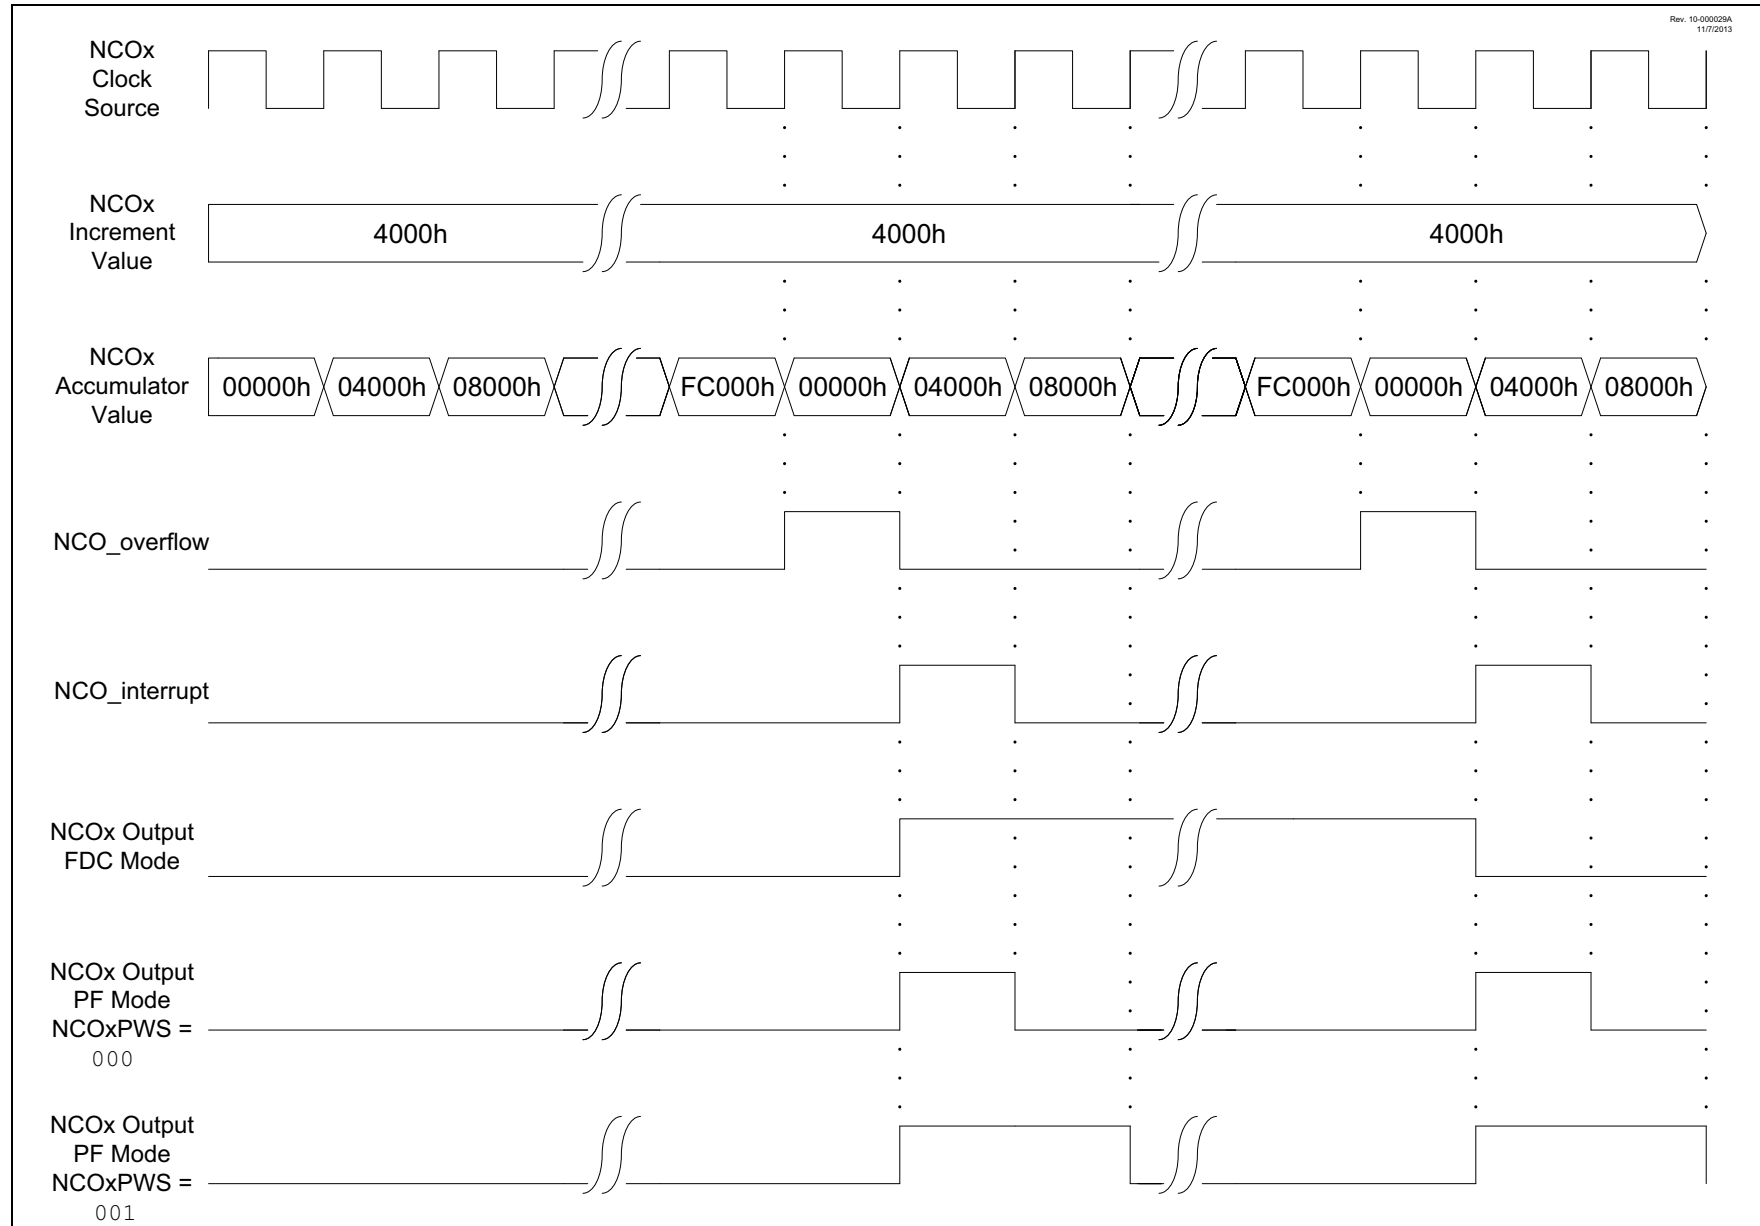 Rev. 10-000029A
11/7/2013
NCOx
Clock
Source
NCOx
Increment
Value
4000h
4000h
4000h
NCOx
Accumulator
Value
00000h 04000h 08000h FC000h 00000h 04000h 08000h FC000h 00000h 04000h 08000h
NCO_overflow
NCO_interrupt
NCOx Output
FDC Mode
NCOx Output
PF Mode
NCOxPWS =
000
NCOx Output
PF Mode
NCOxPWS =
001